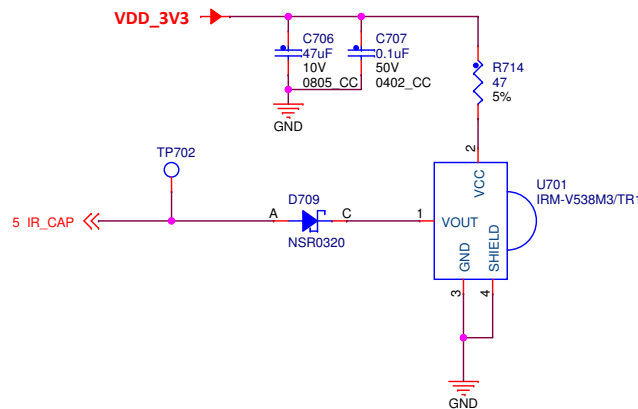 VDD_3V3
C706
47uF
10V
0805_CC
C707
0.1uF
50V
0402_CC
R714
47
5%
GND
TP702
2
VCC
U701
IRM-V538M3/TR1
D709
5 IR_CAP
A
C
1
VOUT
NSR0320
GND
SHIELD
3
4
GND